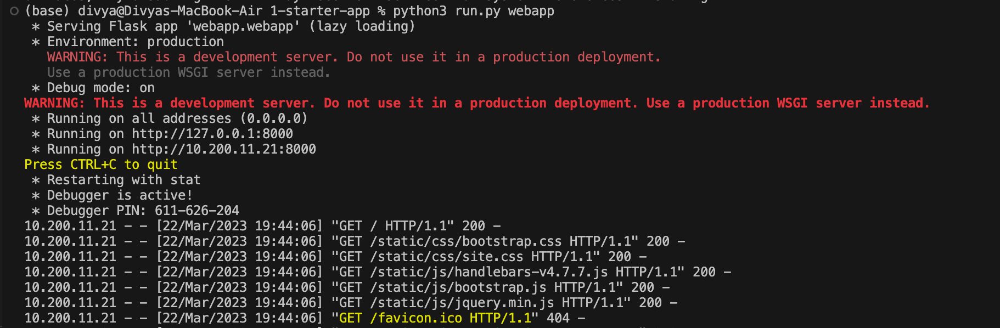 (base) divya@Divyas-MacBook-Air 1-starter-app % python3 run.py webapp
* Serving Flask app 'webapp.webapp' (lazy loading)
* Environment: production
WARNING: This is a development server. Do not use it in a production deployment.
Use a production WSGI server instead.
* Debug mode: on
WARNING: This is a development server. Do not use it in a production deployment. Use a production WSGI server instead.
* Running on all addresses (0.0.0.0)
* Running on http://127.0.0.1:8000
* Running on http://10.200.11.21:8000
Press CTRL+C to quit
* Restarting with stat
* Debugger is active!
* Debugger PIN: 611-626-204
10.200.11.21 - - [22/Mar/2023 19:44:06] "GET / HTTP/1.1" 200 -
10.200.11.21 - - [22/Mar/2023 19:44:06] "GET /static/css/bootstrap.css HTTP/1.1" 200 -
10.200.11.21 - - [22/Mar/2023 19:44:06] "GET /static/css/site.css HTTP/1.1" 200 -
10.200.11.21 - - [22/Mar/2023 19:44:06] "GET /static/js/handlebars-v4.7.7.js HTTP/1.1" 200 -
10.200.11.21 - - [22/Mar/2023 19:44:06] "GET /static/js/bootstrap.js HTTP/1.1" 200 -
10.200.11.21 - - [22/Mar/2023 19:44:06] "GET /static/js/jquery.min.js HTTP/1.1" 200 -
10.200.11.21 - - [22/Mar/2023 19:44:06] "GET /favicon.ico HTTP/1.1" 404 -